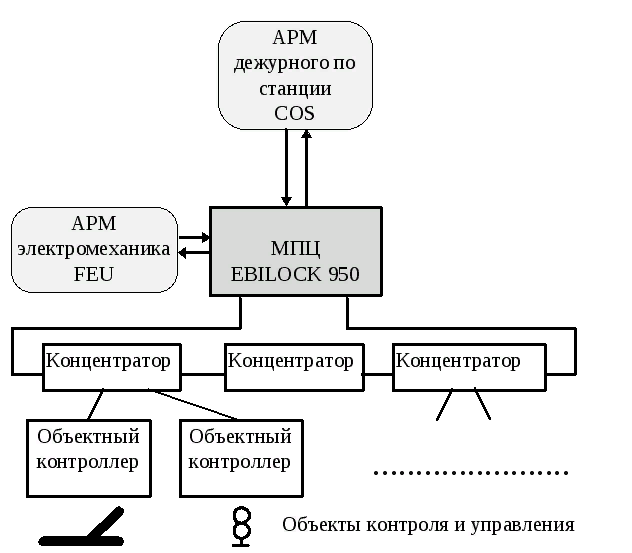 АРМ
дежурного по
станции
COS
АРМ
электромеханика
FEU
МПЦ
EBILOCK 950
Концентратор
Концентратор
Концентратор
Объектный
контроллер
Объектный
контроллер
Объекты контроля и управления